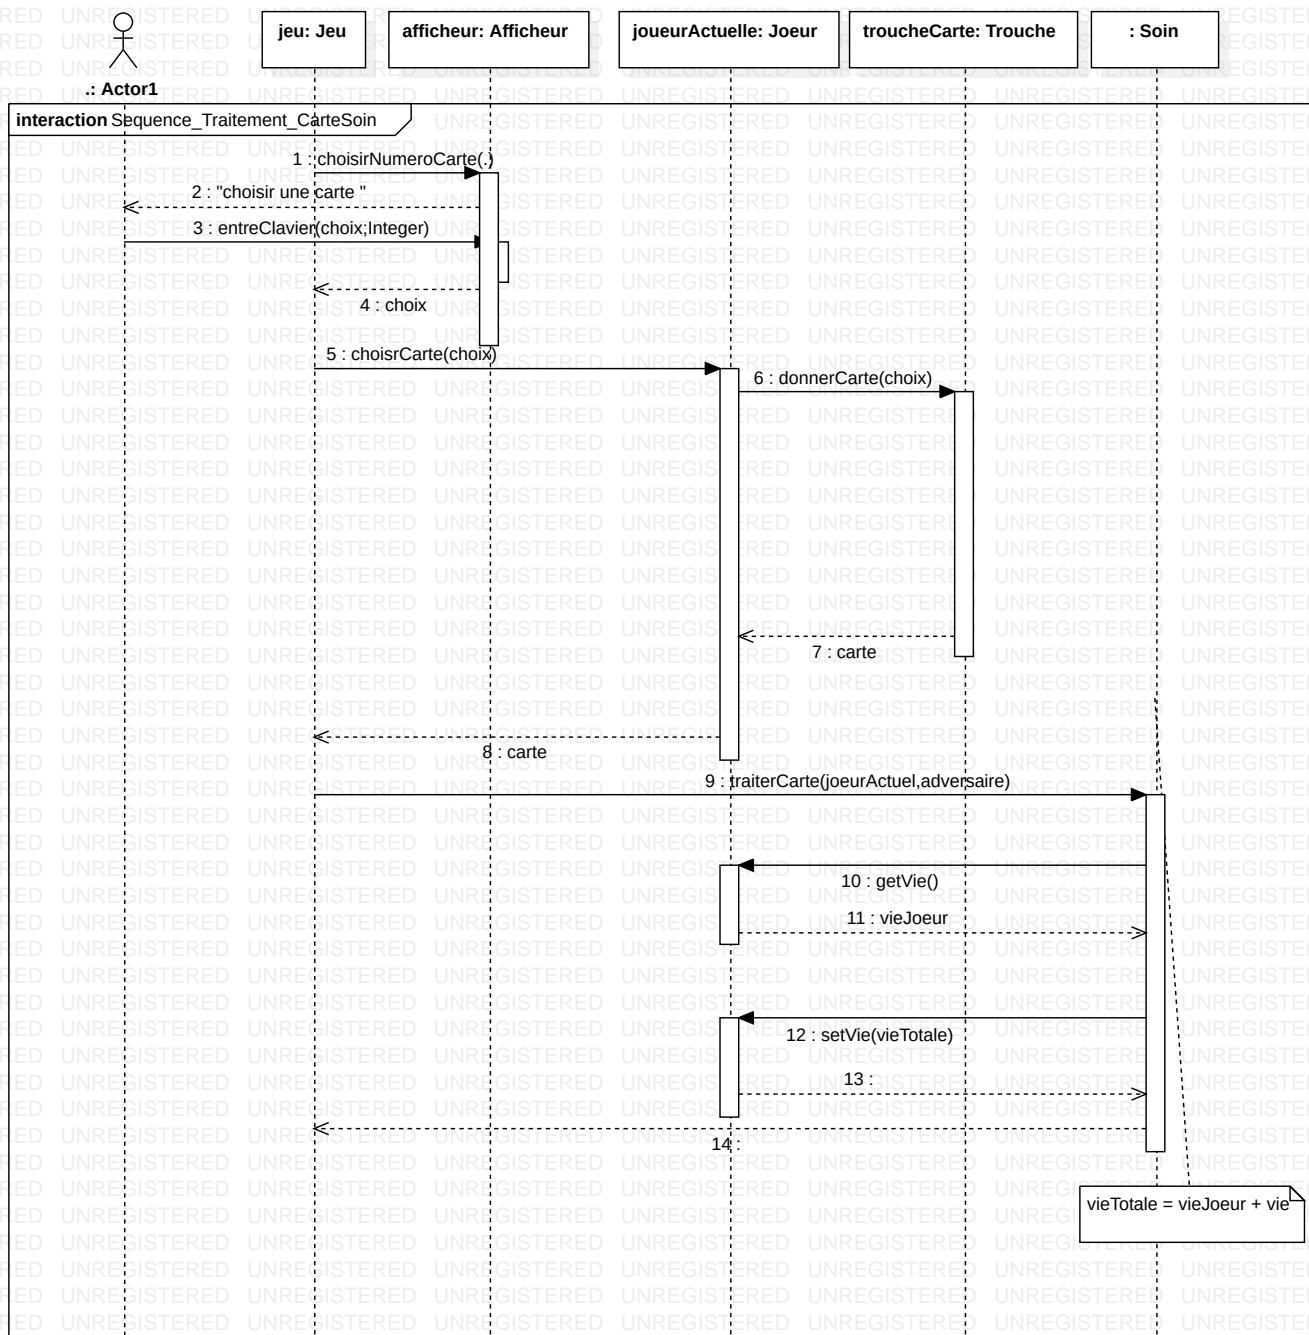 jeu: Jeu
afficheur: Afficheur
joueurActuelle: Joeur
troucheCarte: Trouche
: Soin
.: Actor1
interaction Sequence_Traitement_CarteSoin
1 : choisirNumeroCarte(.)
2 : "choisir une carte "
3 : entreClavier(choix;Integer)
4 : choix
5 : choisrCarte(choix)
6 : donnerCarte(choix)
7 : carte
8 : carte
9 : traiterCarte(joeurActuel,adversaire)
10 : getVie()
11 : vieJoeur
12 : setVie(vieTotale)
13 :
14 :
vieTotale = vieJoeur + vie
UNREGISTERED